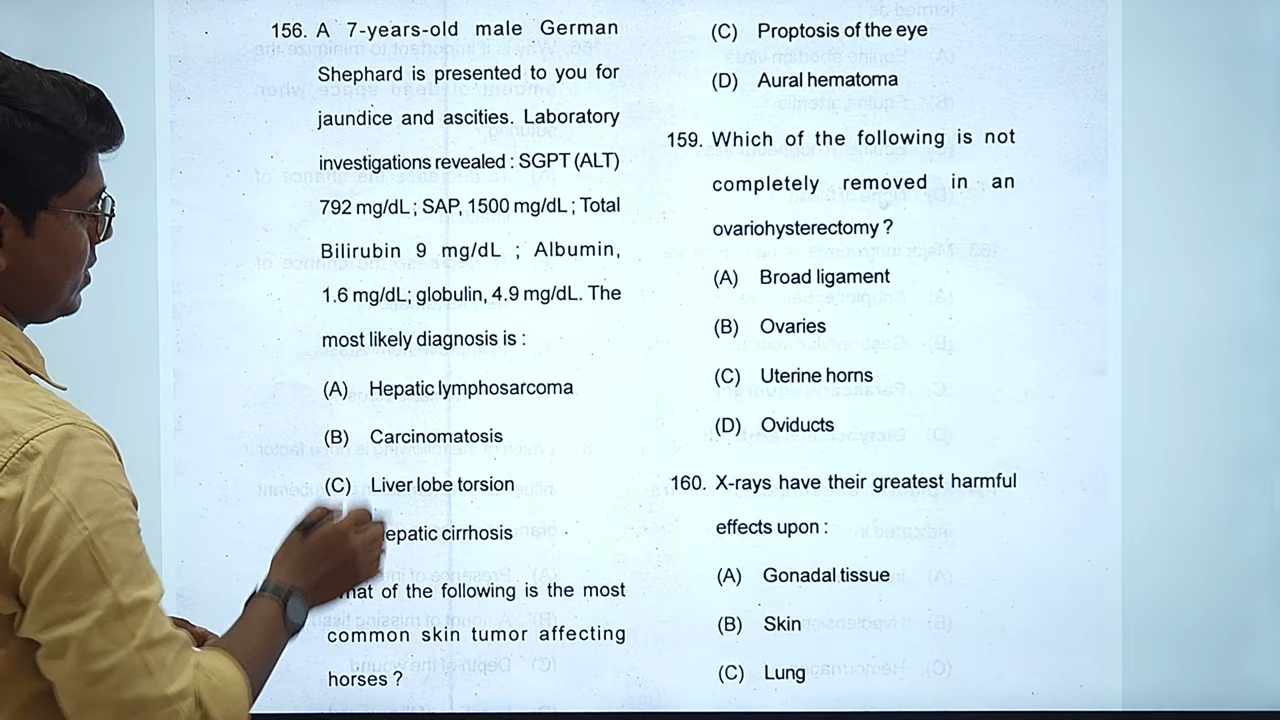 156. A 7-years-old male German
Shephard is presented to you for
jaundice and ascities. Laboratory
investigations revealed : SGPT (ALT)
792 mg/dL ; SAP, 1500 mg/dL ; Total
Bilirubin 9 mg/dL ; Albumin,
1.6 mg/dL; globulin, 4.9 mg/dL. The
most likely diagnosis is :
(A) Hepatic lymphosarcoma
(B) Carcinomatosis
(C) Liver lobe torsion
epatic cirrhosis
of the following is the most
common skin tumor affecting
horses ?
(C) Proptosis of the eye
(D) Aural hematoma
159. Which of the following is not
completely removed in an
ovariohysterectomy ?
(A) Broad ligament
(B) Ovaries
(C) Uterine horns
(D) Oviducts
160. X-rays have their greatest harmful
effects upon :
(A) Gonadal tissue
(B) Skin
(C) Lung